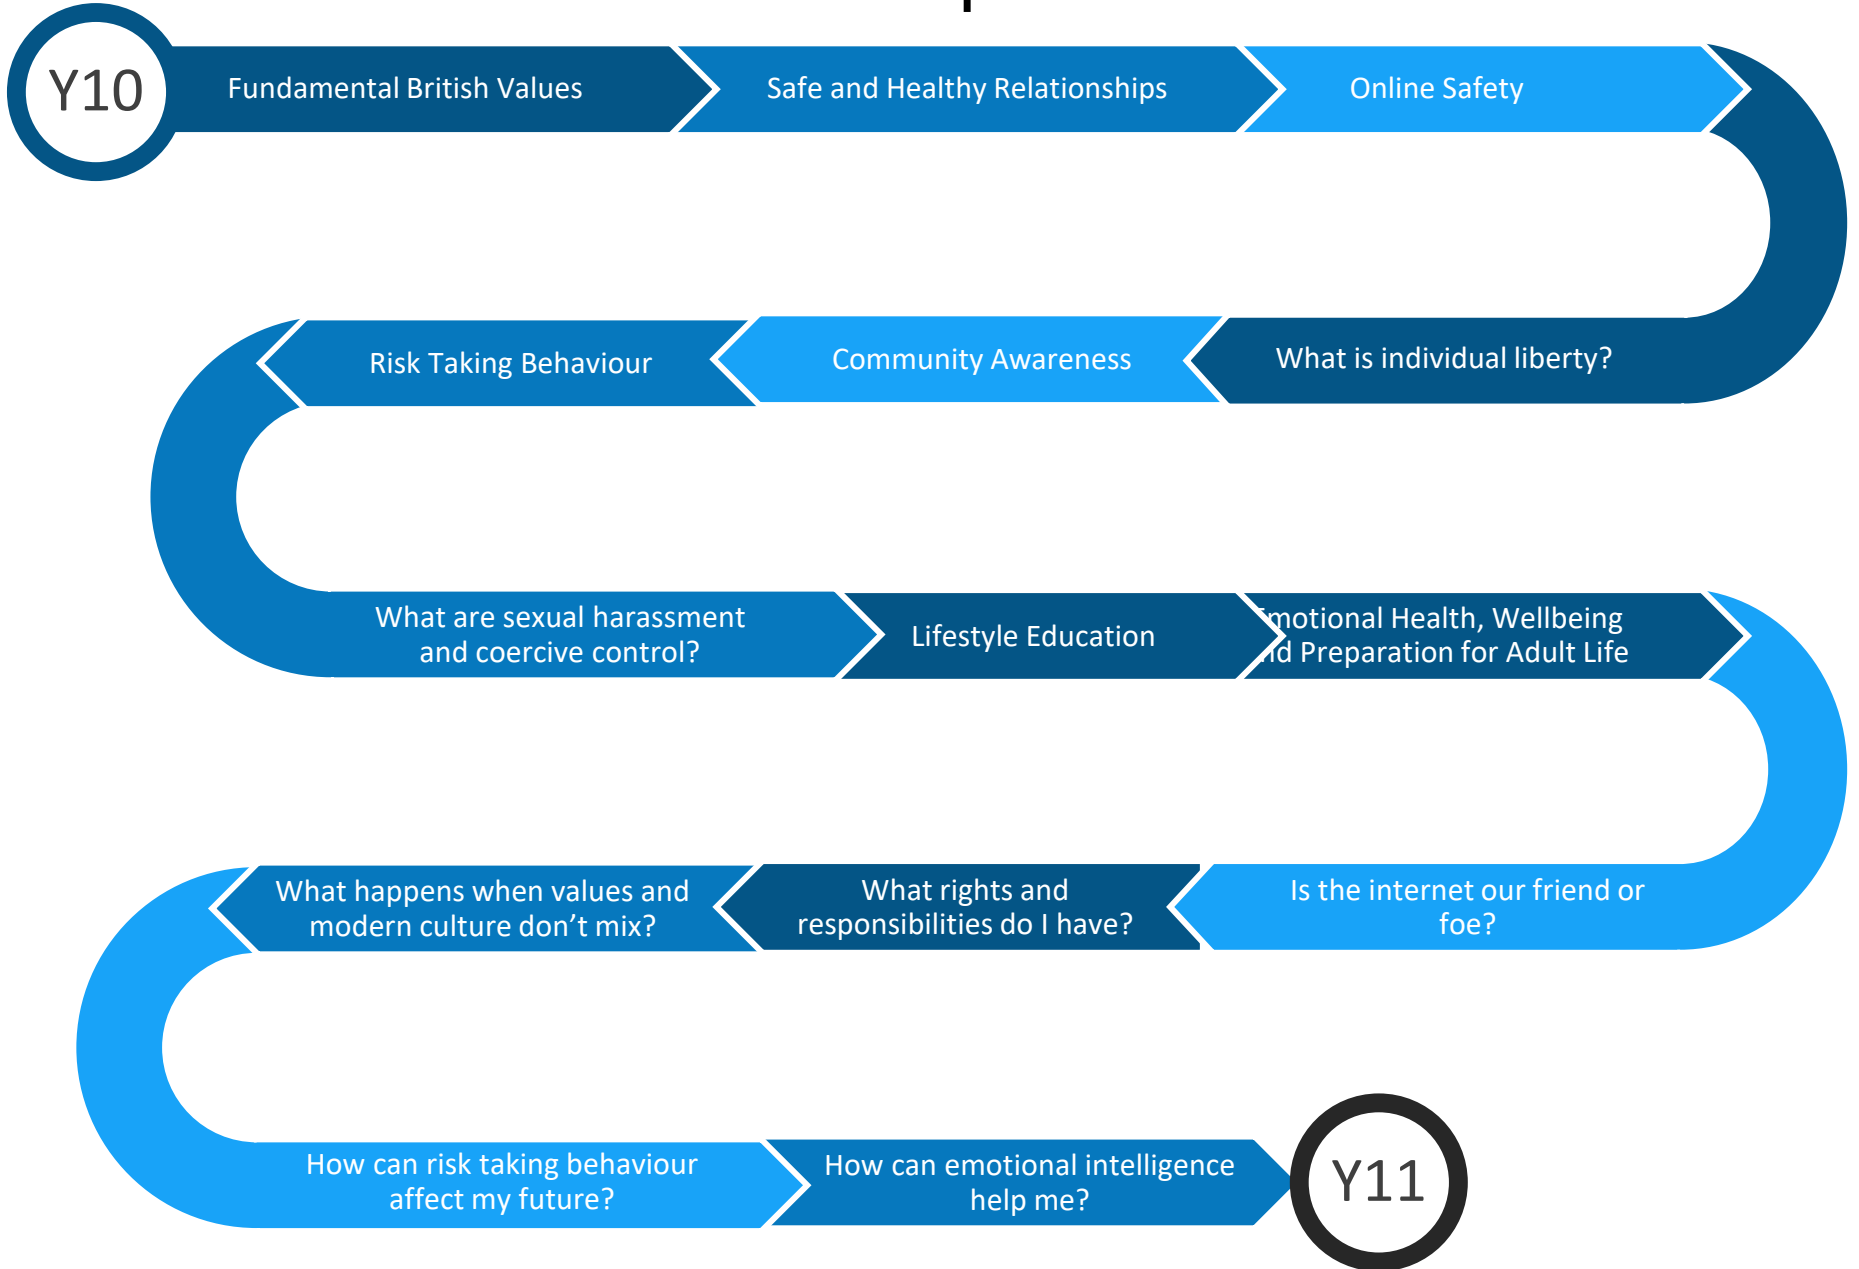 Y10
Fundamental British Values
Safe and Healthy Relationships
Online Safety
What is individual liberty?
Community Awareness
Risk Taking Behaviour
What are sexual harassment
and coercive control?
Lifestyle Education
Emotional Health, Wellbeing
nd Preparation for Adult Life
Is the internet our friend or
foe?
What rights and
responsibilities do I have?
What happens when values and
modern culture don't mix?
How can risk taking behaviour
affect my future?
How can emotional intelligence
help me?
Y11